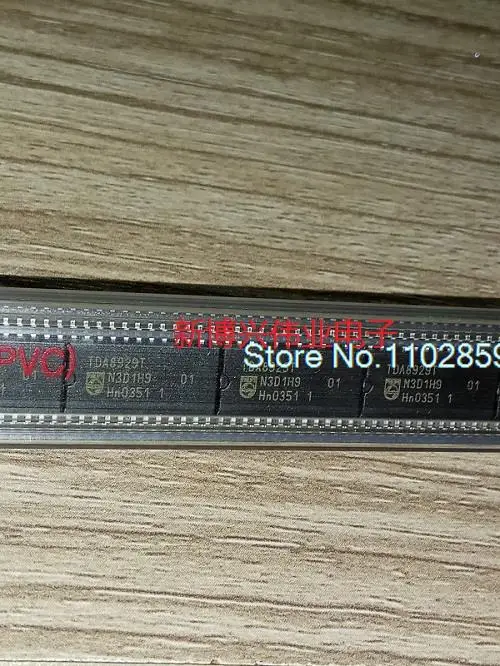 新博兴伟业电子
Store No: 1102859
PVC)
TDA8929T
N3D1H9 01
Hn0351 1
TDA8929T
N3D1H9 01
Hn0351 1
TDA8929T
N3D1H9 01
Hn0351 1